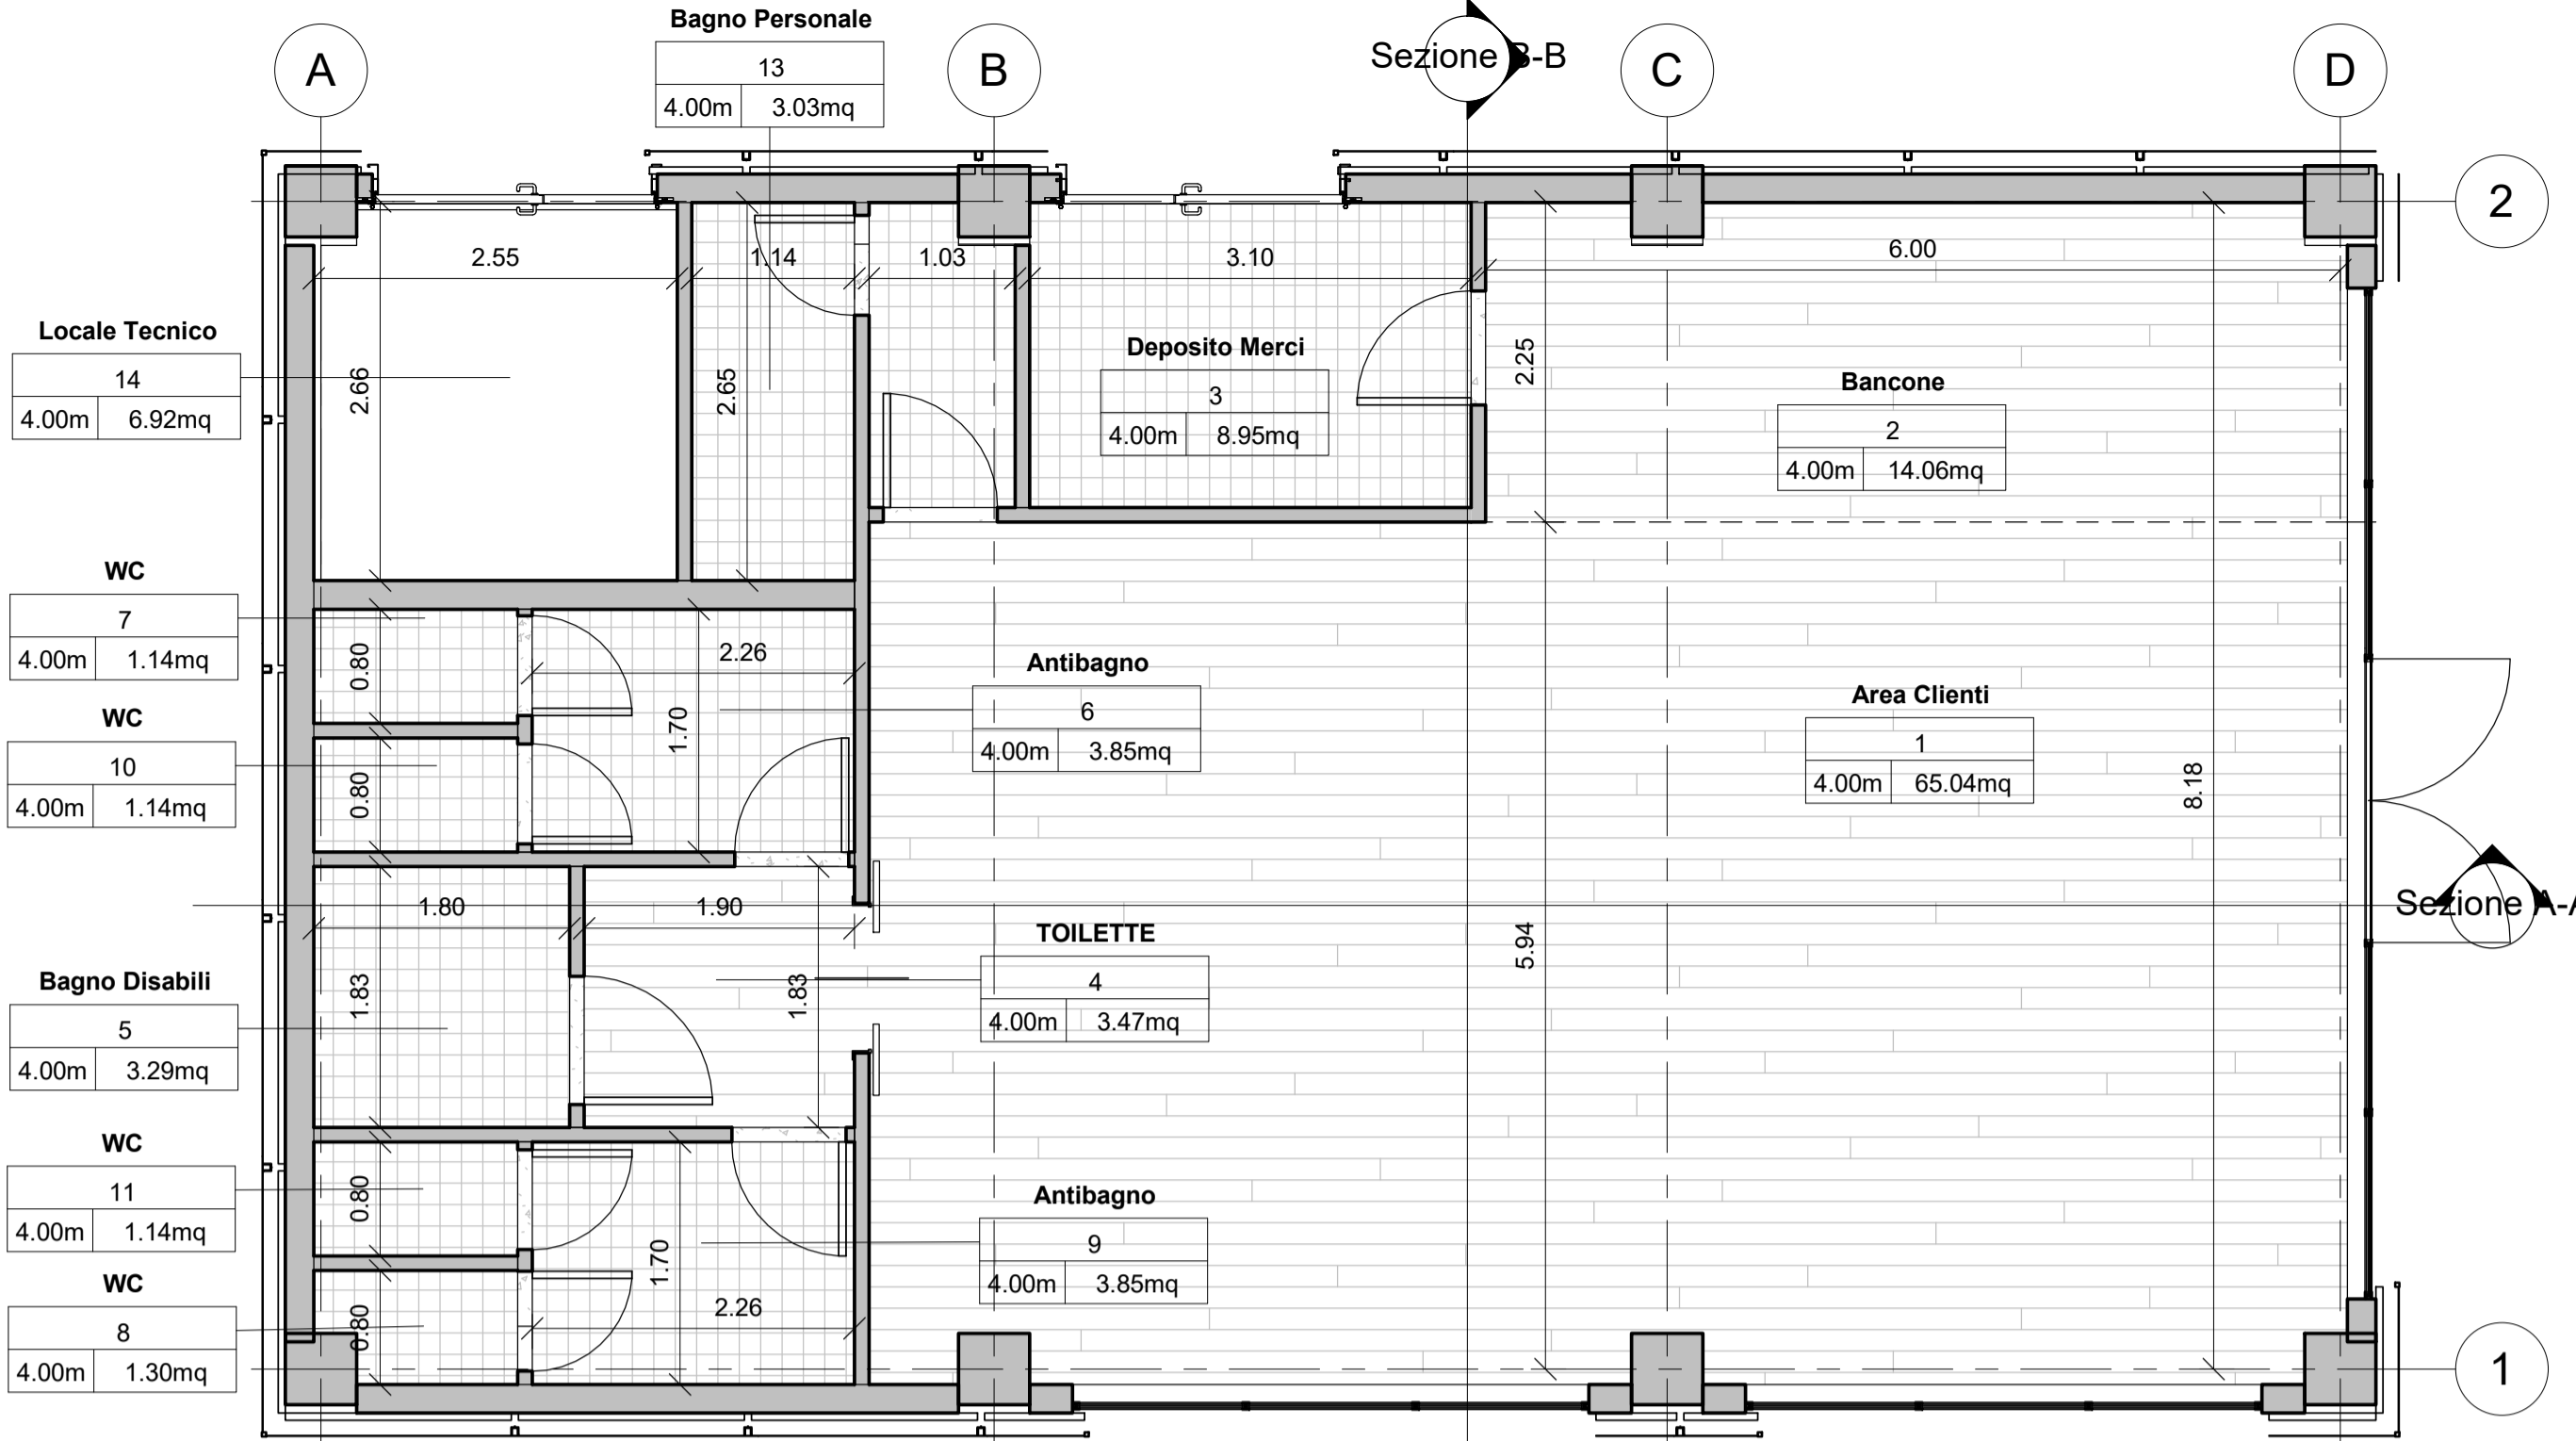 Bagno Personale
13
4.00m 3.03mq
A
B
Sezione B-B
C
D
2
2.55
1.14
1.03
3.10
6.00
Locale Tecnico
14
4.00m 6.92mq
2.66
2.65
Deposito Merci
3
4.00m 8.95mq
2.25
Bancone
2
4.00m 14.06mq
WC
7
4.00m 1.14mq
0.80
2.26
1.70
Antibagno
6
4.00m 3.85mq
Area Clienti
1
4.00m 65.04mq
8.18
WC
10
4.00m 1.14mq
0.80
1.80
1.90
Sezione A-A
TOILETTE
4
4.00m 3.47mq
5.94
Bagno Disabili
5
4.00m 3.29mq
1.83
1.83
WC
11
4.00m 1.14mq
0.80
1.70
Antibagno
9
4.00m 3.85mq
WC
8
4.00m 1.30mq
0.80
2.26
1